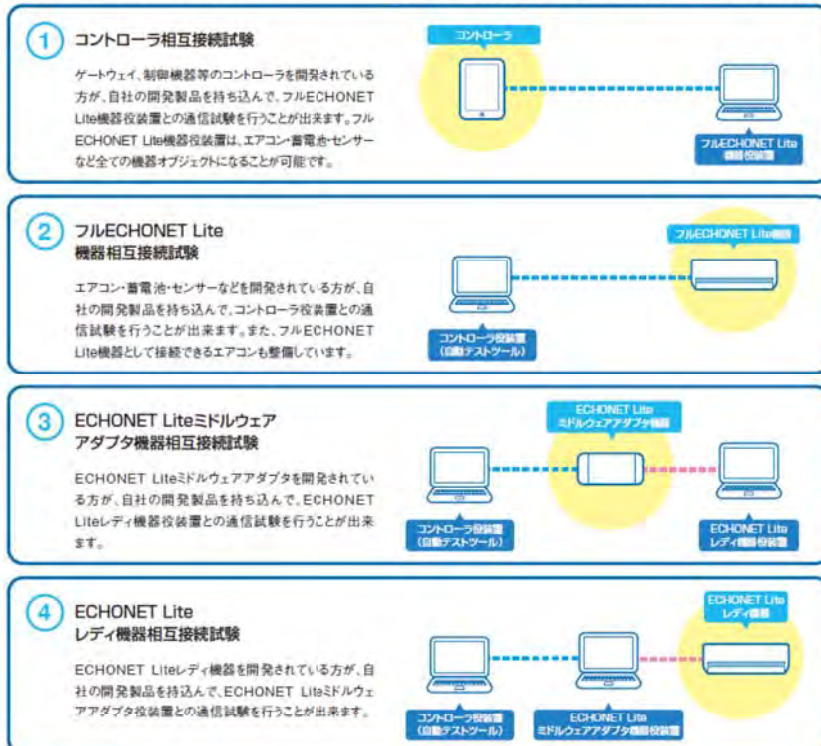 1
コントローラ相互接続試験
ゲートウェイ、制御機器等のコントローラを開発されている
方が、自社の開発製品を持ち込んで、フルECHONET
Lite機器役装置との通信試験を行うことが出来ます。フル
ECHONET Lite機器役装置は、エアコン・蓄電池・センサー
など全ての機器オブジェクトになることが可能です。
コントローラ
フルECHONET Lite
機器役装置
2
フルECHONET Lite
機器相互接続試験
エアコン・蓄電池・センサーなどを開発されている方が、自
社の開発製品を持ち込んで、コントローラ役装置との通
信試験を行うことが出来ます。また、フルECHONET
Lite機器として接続できるエアコンも整備しています。
フルECHONET Lite機器
コントローラ役装置
(自動テストツール)
3
ECHONET Liteミドルウェア
アダプタ機器相互接続試験
ECHONET Liteミドルウェアアダプタを開発されてい
る方が、自社の開発製品を持ち込んで、ECHONET
Liteレディ機器役装置との通信試験を行うことが出来
ます。
ECHONET Lite
ミドルウェアアダプタ機器
コントローラ役装置
(自動テストツール)
ECHONET Lite
レディ機器役装置
4
ECHONET Lite
レディ機器相互接続試験
ECHONET Liteレディ機器を開発されている方が、自
社の開発製品を持込んで、ECHONET Liteミドルウェ
アアダプタ役装置との通信試験を行うことが出来ます。
ECHONET Lite
レディ機器
コントローラ役装置
(自動テストツール)
ECHONET Lite
ミドルウェアアダプタ機器役装置